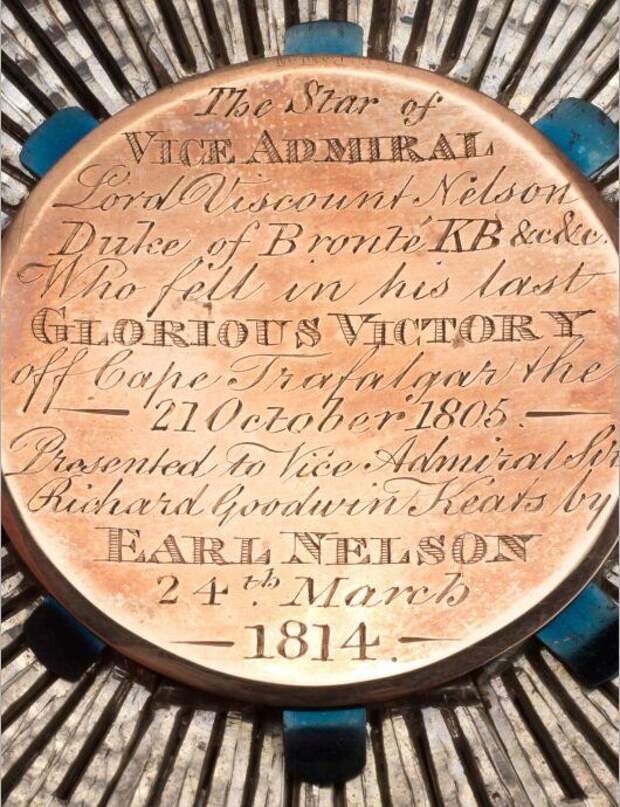 The Star of
VICE ADMIRAL
Lord Viscount Nelson
Duke of Bronté KB &c&c.
Who fell in his last
GLORIOUS VICTORY
off Cape Trafalgar the
— 21 October 1805. —
Presented to Vice Admiral Sir
Richard Goodwin Keats by
EARL NELSON
24th. March
— 1814. —